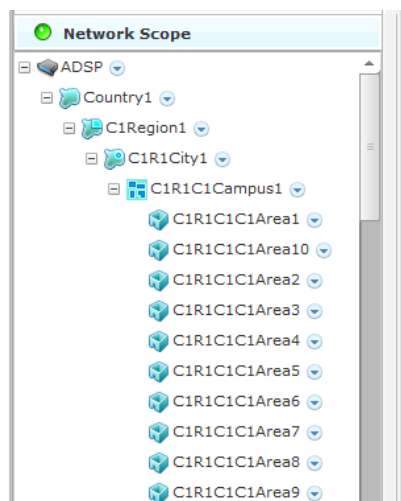 Network Scope
ADSP
Country1
C1Region1
C1R1City1
C1R1C1Campus1
C1R1C1C1Area1
C1R1C1C1Area10
C1R1C1C1Area2
C1R1C1C1Area3
C1R1C1C1Area4
C1R1C1C1Area5
C1R1C1C1Area6
C1R1C1C1Area7
C1R1C1C1Area8
C1R1C1C1Area9